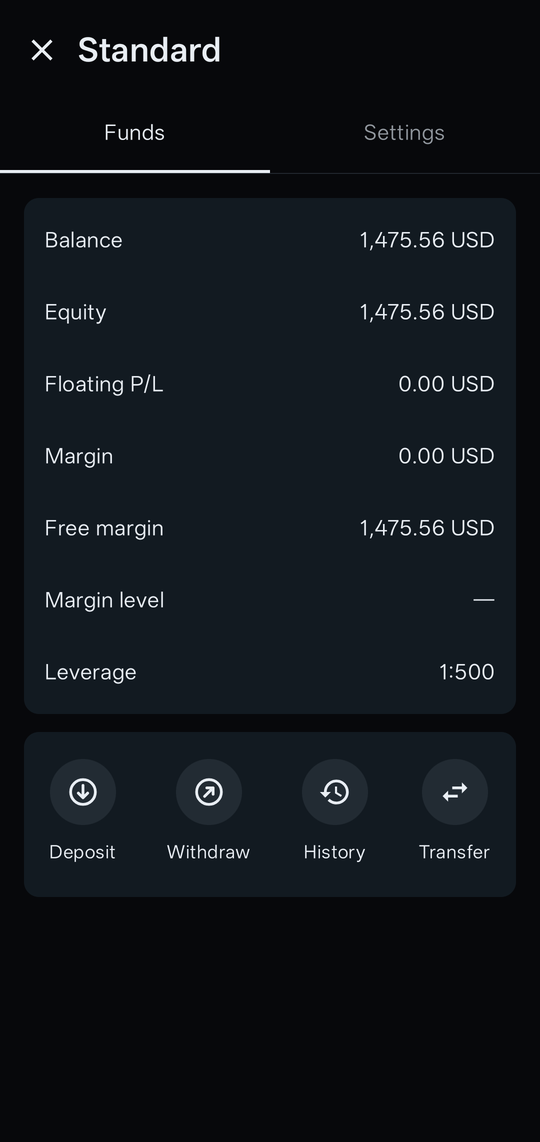 Standard
Funds Settings
Balance 1,475.56 USD
Equity 1,475.56 USD
Floating P/L 0.00 USD
Margin 0.00 USD
Free margin 1,475.56 USD
Margin level —
Leverage 1:500
Deposit Withdraw History Transfer